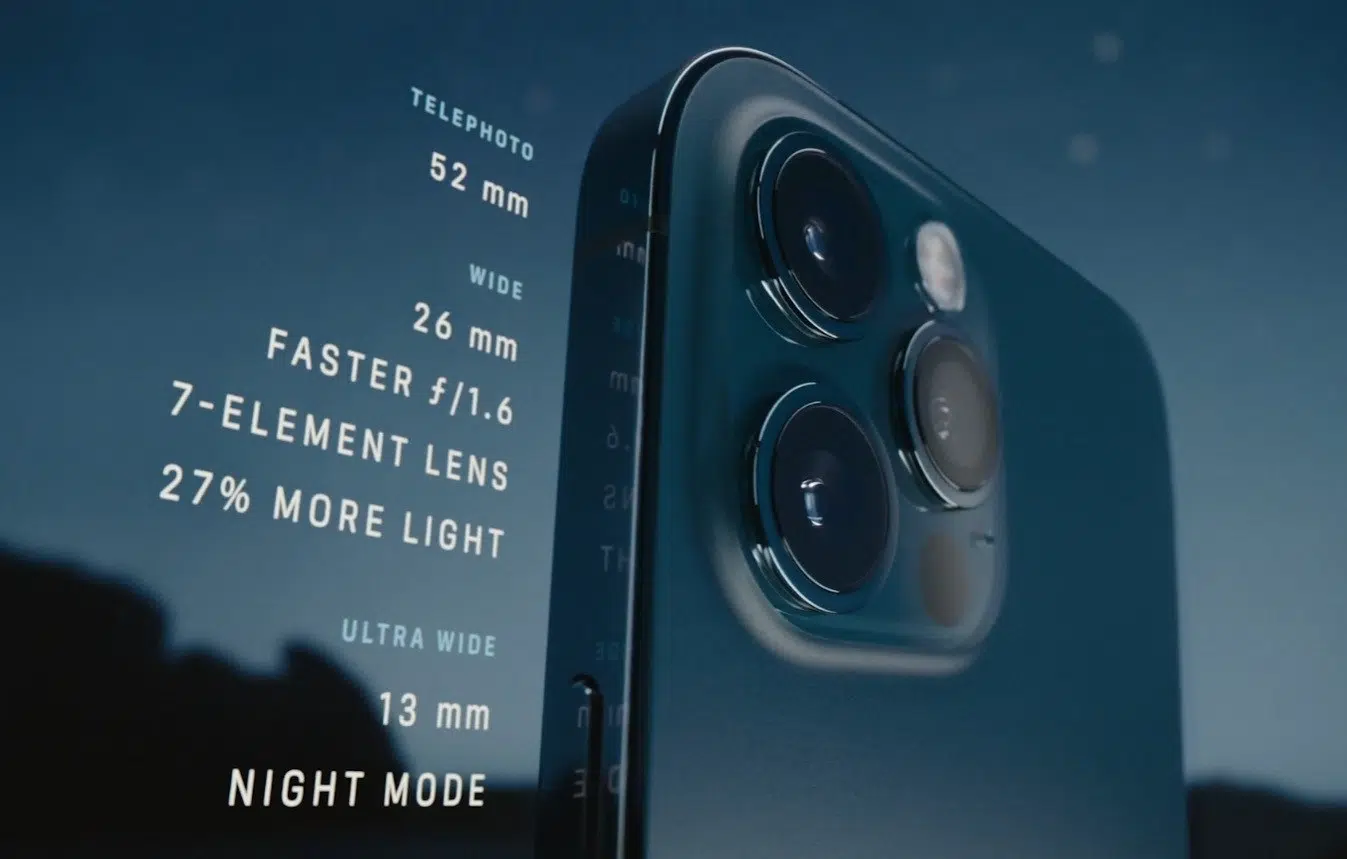 TELEPHOTO
52 mm
WIDE
26 mm
FASTER ƒ/1.6
7-ELEMENT LENS
27% MORE LIGHT
ULTRA WIDE
13 mm
NIGHT MODE